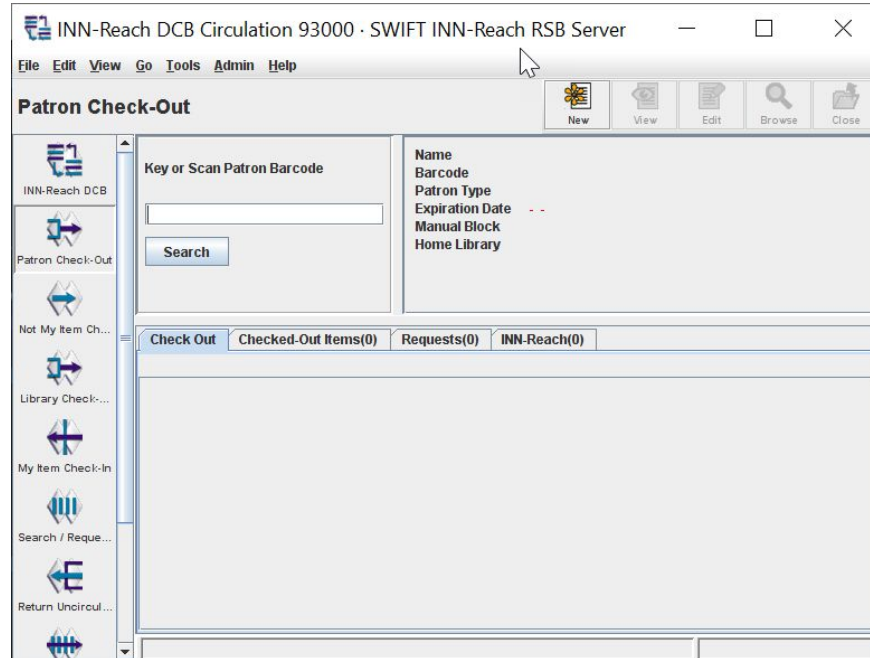 INN-Reach DCB Circulation 93000 · SWIFT INN-Reach RSB Server
File Edit View Go Tools Admin Help
Patron Check-Out
New View Edit Browse Close
INN-Reach DCB
Patron Check-Out
Not My Item Ch...
Library Check-...
My Item Check-In
Search / Reque...
Return Uncircul...
Key or Scan Patron Barcode
Search
Name
Barcode
Patron Type
Expiration Date - -
Manual Block
Home Library
Check Out Checked-Out Items(0) Requests(0) INN-Reach(0)